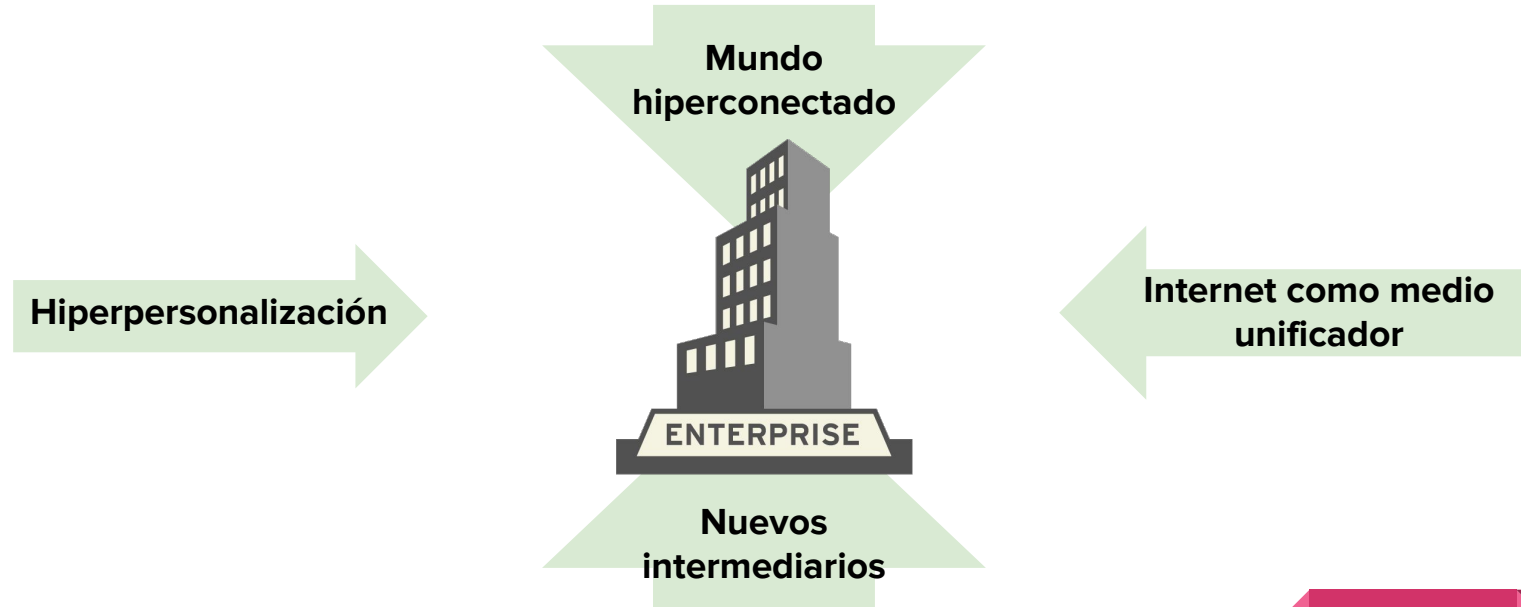 Mundo
hiperconectado
Hiperpersonalización
Internet como medio
unificador
ENTERPRISE
Nuevos
intermediarios